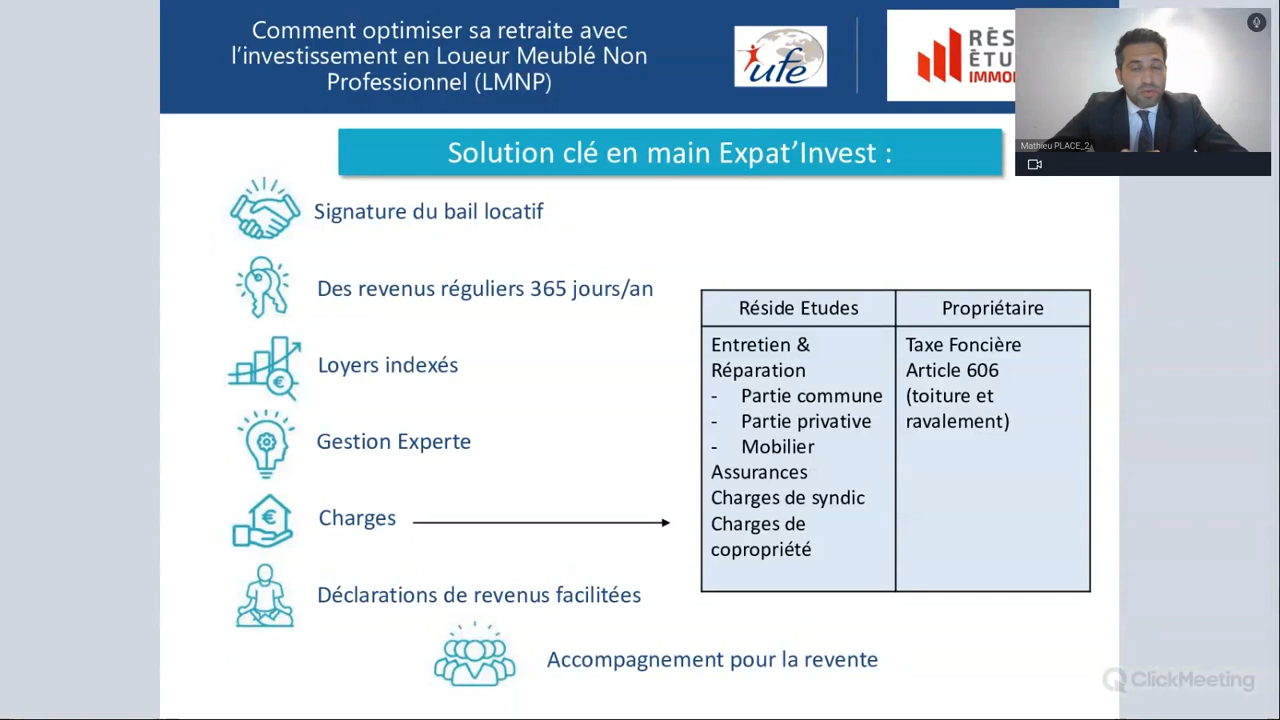 Comment optimiser sa retraite avec
l'investissement en Loueur Meublé Non
Professionnel (LMNP)
ufe
RÈS
ÈTU
IMMO
Mathieu PLACE_2
Solution clé en main Expat'Invest :
Signature du bail locatif
Des revenus réguliers 365 jours/an
Loyers indexés
Gestion Experte
Charges
Déclarations de revenus facilitées
Accompagnement pour la revente
Réside Etudes
Entretien &
Réparation
- Partie commune
- Partie privative
- Mobilier
Assurances
Charges de syndic
Charges de
copropriété
Propriétaire
Taxe Foncière
Article 606
(toiture et
ravalement)
ClickMeeting